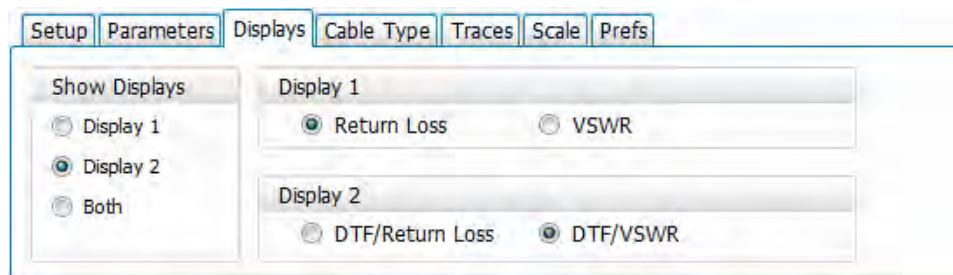 Setup Parameters Displays Cable Type Traces Scale Prefs
Show Displays
Display 1
Display 2
Both
Display 1
Return Loss VSWR
Display 2
DTF/Return Loss DTF/VSWR